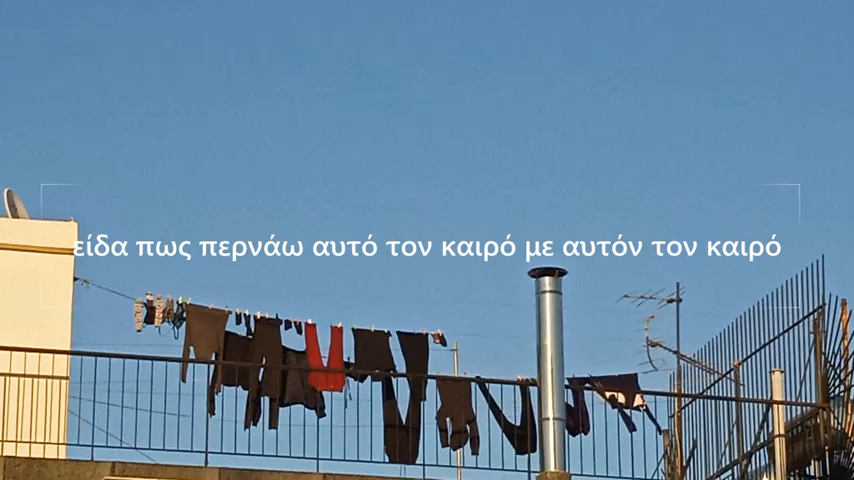 είδα πως περνάω αυτό τον καιρό με αυτόν τον καιρό